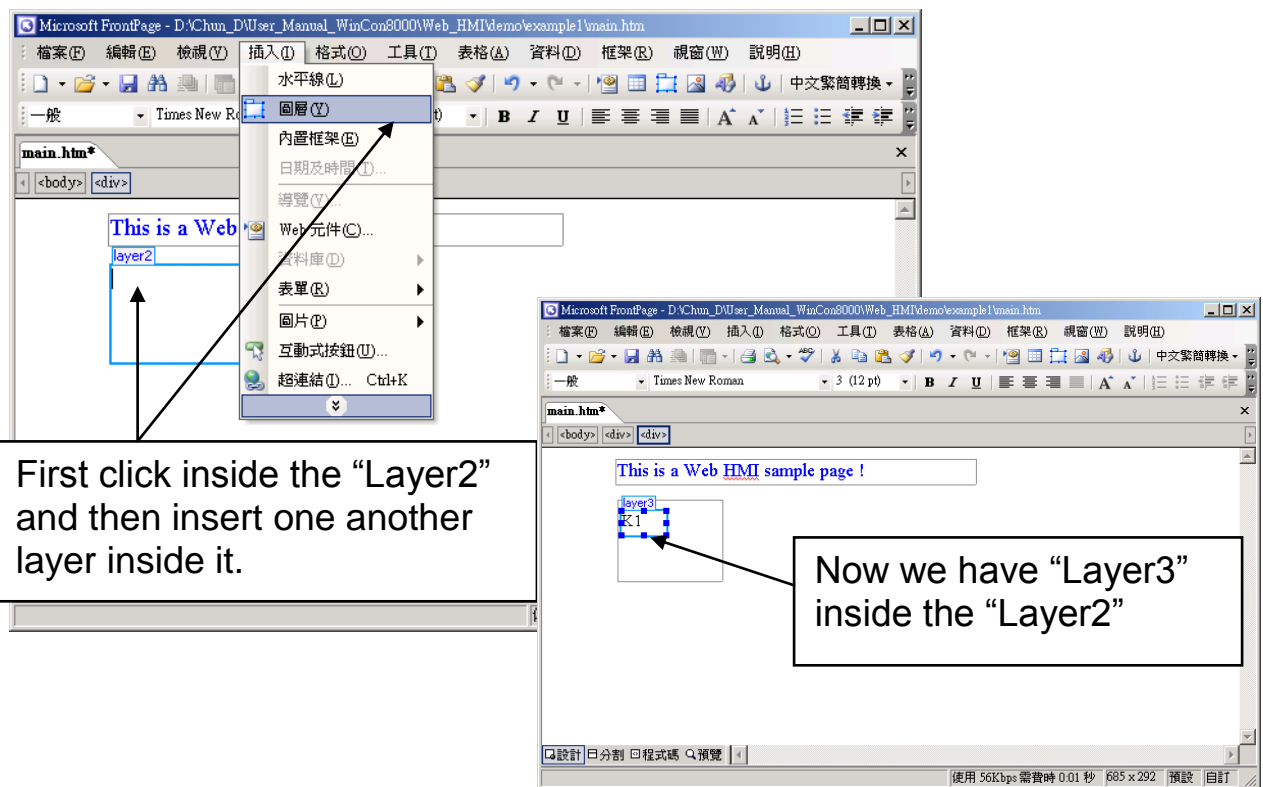 Microsoft FrontPage - D:\Chun_D\User_Manual_WinCon8000\Web_HMI\demo\example1\main.htm
檔案(F) 編輯(E) 檢視(V) 插入(I) 格式(O) 工具(T) 表格(A) 資料(D) 框架(R) 視窗(W) 說明(H)
中文繁簡轉換
一般 Times New Ro t) B I U A A
main.htm*
<body> <div>
水平線(L)
圖層(Y)
內置框架(E)
日期及時間(T)...
導覽(V)...
Web 元件(C)...
資料庫(D)
表單(R)
圖片(P)
互動式按鈕(U)...
超連結(I)... Ctrl+K
This is a Web
layer2
First click inside the “Layer2”
and then insert one another
layer inside it.
Microsoft FrontPage - D:\Chun_D\User_Manual_WinCon8000\Web_HMI\demo\example1\main.htm
檔案(F) 編輯(E) 檢視(V) 插入(I) 格式(O) 工具(T) 表格(A) 資料(D) 框架(R) 視窗(W) 說明(H)
中文繁簡轉換
一般 Times New Roman 3 (12 pt) B I U A A
main.htm*
<body> <div> <div>
This is a Web HMI sample page !
layer3
K1
Now we have “Layer3”
inside the “Layer2”
設計 分割 程式碼 預覽
使用 56Kbps 需費時 0:01 秒 685 x 292 預設 自訂